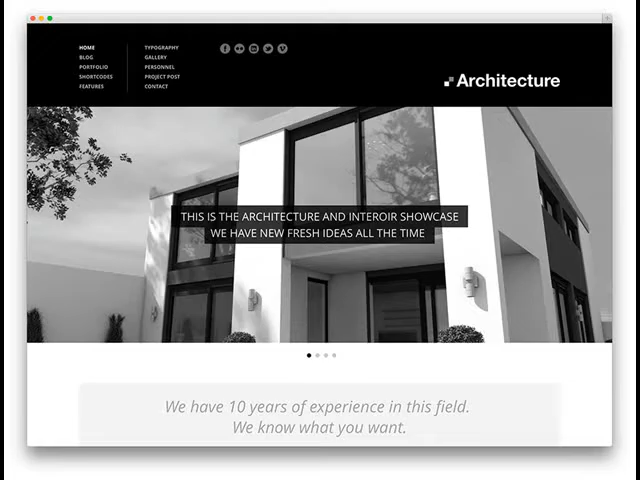 HOME
BLOG
PORTFOLIO
SHORTCODES
FEATURES
TYPOGRAPHY
GALLERY
PERSONNEL
PROJECT POST
CONTACT
Architecture
THIS IS THE ARCHITECTURE AND INTEROIR SHOWCASE
WE HAVE NEW FRESH IDEAS ALL THE TIME
We have 10 years of experience in this field.
We know what you want.